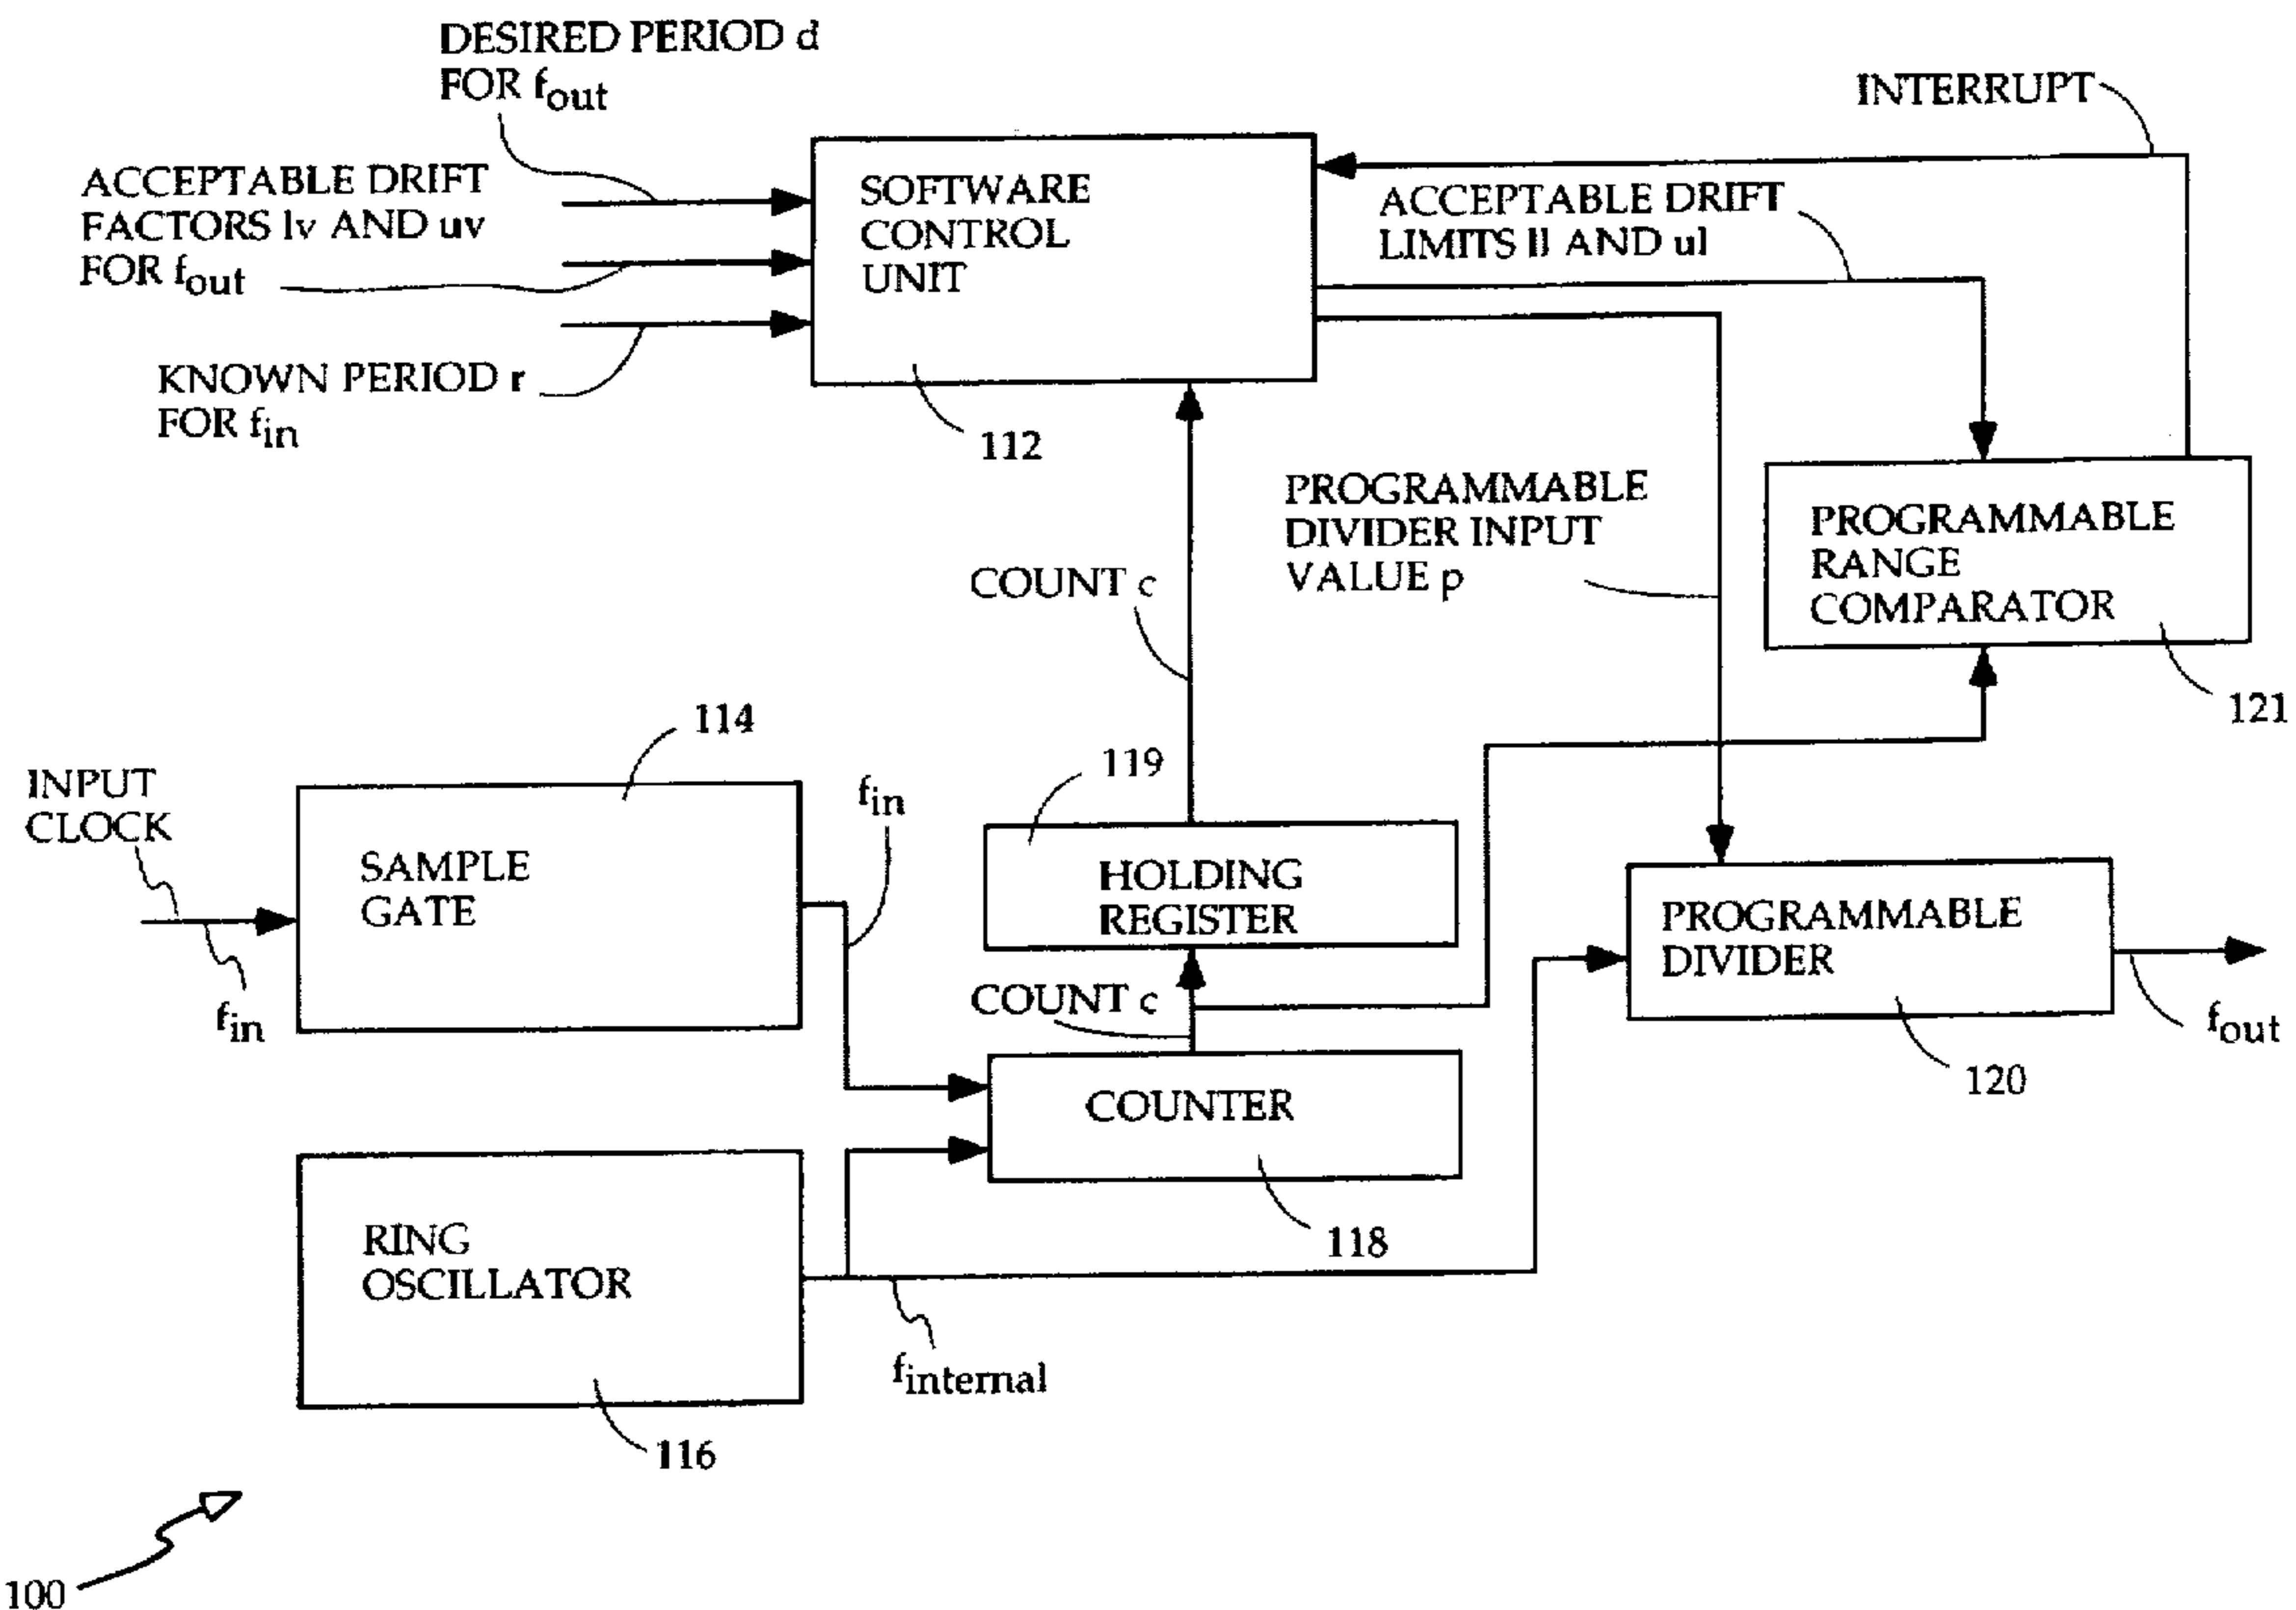 DESIRED PERIOD d
FOR fout
INTERRUPT
ACCEPTABLE DRIFT
FACTORS lv AND uv
FOR fout
SOFTWARE
CONTROL
UNIT
ACCEPTABLE DRIFT
LIMITS ll AND ul
KNOWN PERIOD r
FOR fin
112
PROGRAMMABLE
DIVIDER INPUT
VALUE p
PROGRAMMABLE
RANGE
COMPARATOR
COUNT c
121
114
119
INPUT
CLOCK
fin
SAMPLE
GATE
fin
HOLDING
REGISTER
PROGRAMMABLE
DIVIDER
COUNT c
fout
120
COUNTER
118
RING
OSCILLATOR
finternal
116
100